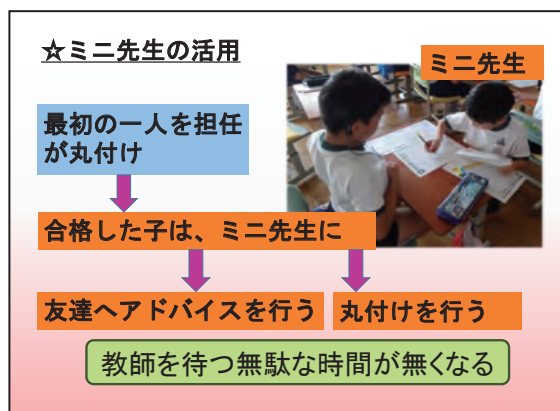 ☆ミニ先生の活用
ミニ先生
最初の一人を担任
が丸付け
合格した子は、ミニ先生に
友達へアドバイスを行う
丸付けを行う
教師を待つ無駄な時間が無くなる